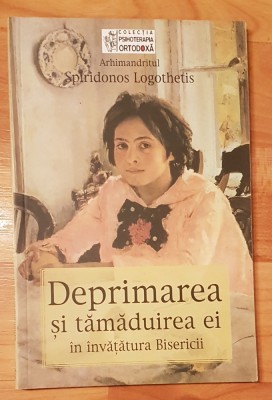 COLECȚIA
PSIHOTERAPIA
ORTODOXĂ
Arhimandritul
Spiridonos Logothetis
Deprimarea
și tămăduirea ei
în învățătura Bisericii